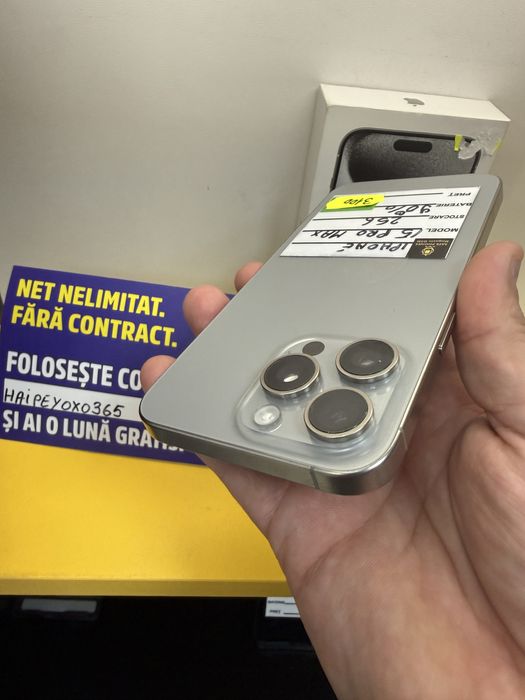 NET NELIMITAT.
FĂRĂ CONTRACT.
FOLOSEȘTE CO
HAiPEYOXO365
ȘI AI O LUNĂ GRATIS.
MODEL IPHONE
15 PRO MAX
STOCARE 256
BATERIE 90%
PREȚ 3100